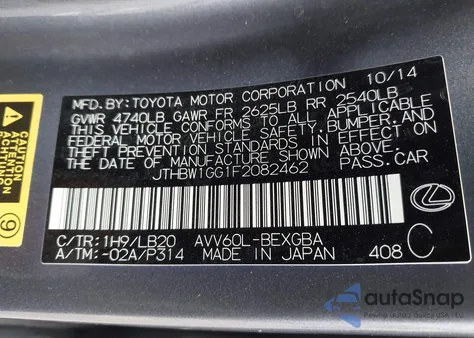 MFD.BY:TOYOTA MOTOR CORPORATION 10/14
GVWR 4740LB GAWR FR 2625LB RR 2540LB
THIS VEHICLE CONFORMS TO ALL APPLICABLE
FEDERAL MOTOR VEHICLE SAFETY,BUMPER,AND
THEFT PREVENTION STANDARDS IN EFFECT ON
THE DATE OF MANUFACTURE SHOWN ABOVE.
JTHBW1GG1F2082462 PASS.CAR
C/TR:1H9/LB20 AVV60L-BEXGBA
A/TM:-02A/P314 MADE IN JAPAN 408 C
9
autoSnap